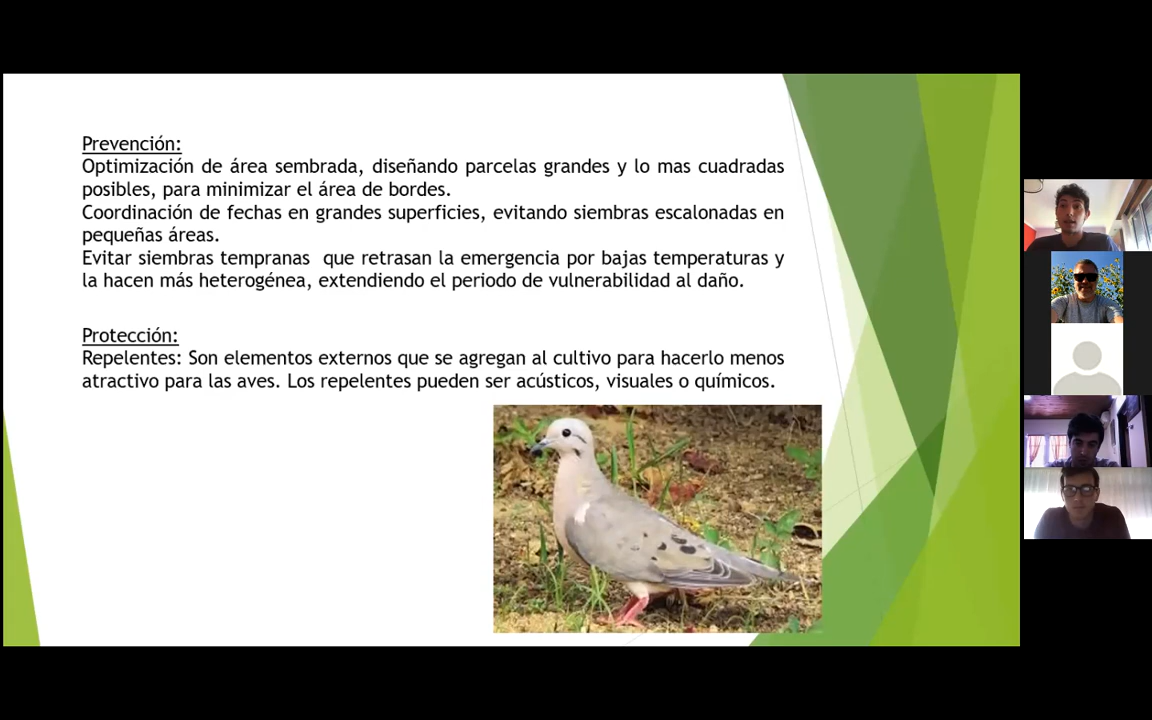 Prevención:
Optimización de área sembrada, diseñando parcelas grandes y lo mas cuadradas
posibles, para minimizar el área de bordes.
Coordinación de fechas en grandes superficies, evitando siembras escalonadas en
pequeñas áreas.
Evitar siembras tempranas  que retrasan la emergencia por bajas temperaturas y
la hacen más heterogénea, extendiendo el periodo de vulnerabilidad al daño.
Protección:
Repelentes: Son elementos externos que se agregan al cultivo para hacerlo menos
atractivo para las aves. Los repelentes pueden ser acústicos, visuales o químicos.